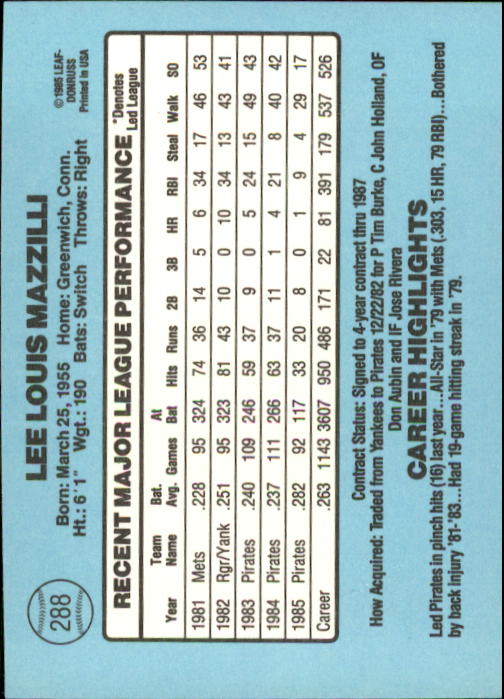 288
LEE LOUIS MAZZILLI
Born: March 25, 1955 Home: Greenwich, Conn.
Ht.: 6'1" Wgt.: 190 Bats: Switch Throws: Right
©1985 LEAF-
DONRUSS
Printed in USA
RECENT MAJOR LEAGUE PERFORMANCE *Denotes
Led League
Year Team Name Bat. Avg. Games At Bat Hits Runs 2B 3B HR RBI Steal Walk SO
1981 Mets .228 95 324 74 36 14 5 6 34 17 46 53
1982 Rgr/Yank .251 95 323 81 43 10 0 10 34 13 43 41
1983 Pirates .240 109 246 59 37 9 0 5 24 15 49 43
1984 Pirates .237 111 266 63 37 11 1 4 21 8 40 42
1985 Pirates .282 92 117 33 20 8 0 1 9 4 29 17
Career .263 1143 3607 950 486 171 22 81 391 179 537 526
Contract Status: Signed to 4-year contract thru 1987
How Acquired: Traded from Yankees to Pirates 12/22/82 for P Tim Burke, C John Holland, OF
Don Aubin and IF Jose Rivera
CAREER HIGHLIGHTS
Led Pirates in pinch hits (16) last year...All-Star in '79 with Mets (.303, 15 HR, 79 RBI)...Bothered
by back injury '81-'83...Had 19-game hitting streak in '79.